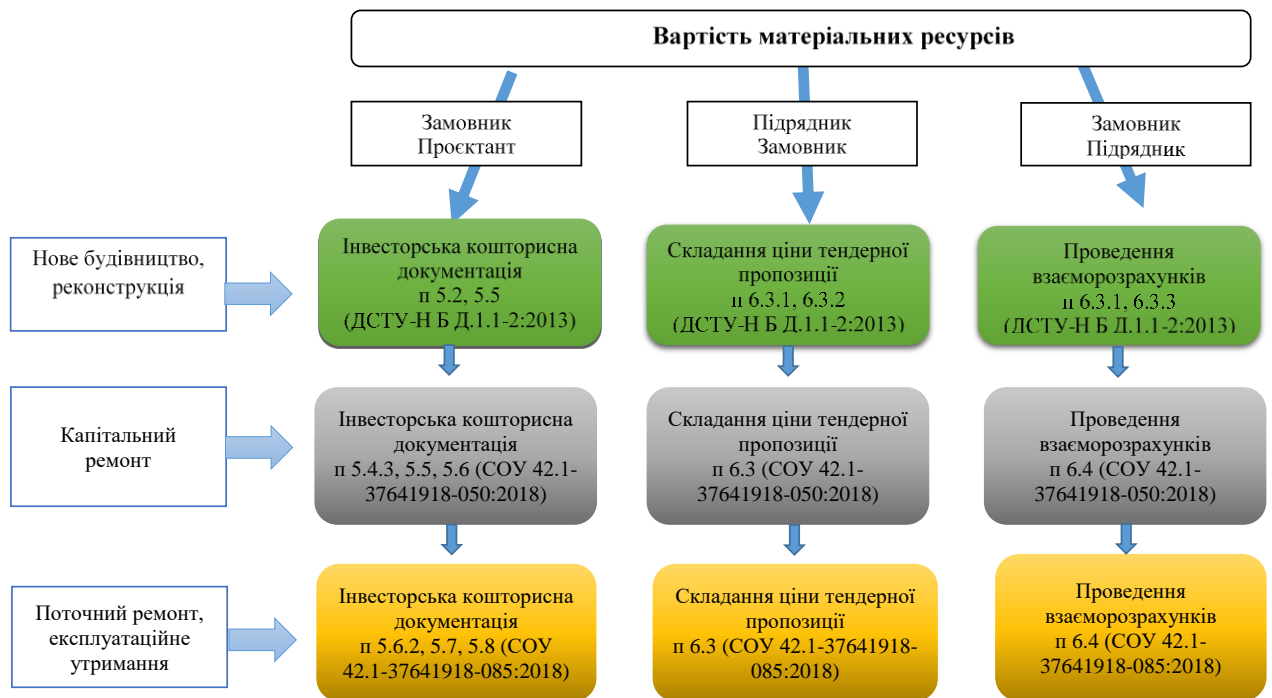 Вартість матеріальних ресурсів
Замовник
Проєктант
Підрядник
Замовник
Замовник
Підрядник
Нове будівництво,
реконструкція
Інвесторська кошторисна
документація
п 5.2, 5.5
(ДСТУ-Н Б Д.1.1-2:2013)
Складання ціни тендерної
пропозиції
п 6.3.1, 6.3.2
(ДСТУ-Н Б Д.1.1-2:2013)
Проведення
взаєморозрахунків
п 6.3.1, 6.3.3
(ДСТУ-Н Б Д.1.1-2:2013)
Капітальний
ремонт
Інвесторська кошторисна
документація
п 5.4.3, 5.5, 5.6 (СОУ 42.1-
37641918-050:2018)
Складання ціни тендерної
пропозиції
п 6.3 (СОУ 42.1-
37641918-050:2018)
Проведення
взаєморозрахунків
п 6.4 (СОУ 42.1-
37641918-050:2018)
Поточний ремонт,
експлуатаційне
утримання
Інвесторська кошторисна
документація
п 5.6.2, 5.7, 5.8 (СОУ
42.1-37641918-085:2018)
Складання ціни тендерної
пропозиції
п 6.3 (СОУ 42.1-37641918-
085:2018)
Проведення
взаєморозрахунків
п 6.4 (СОУ 42.1-
37641918-085:2018)